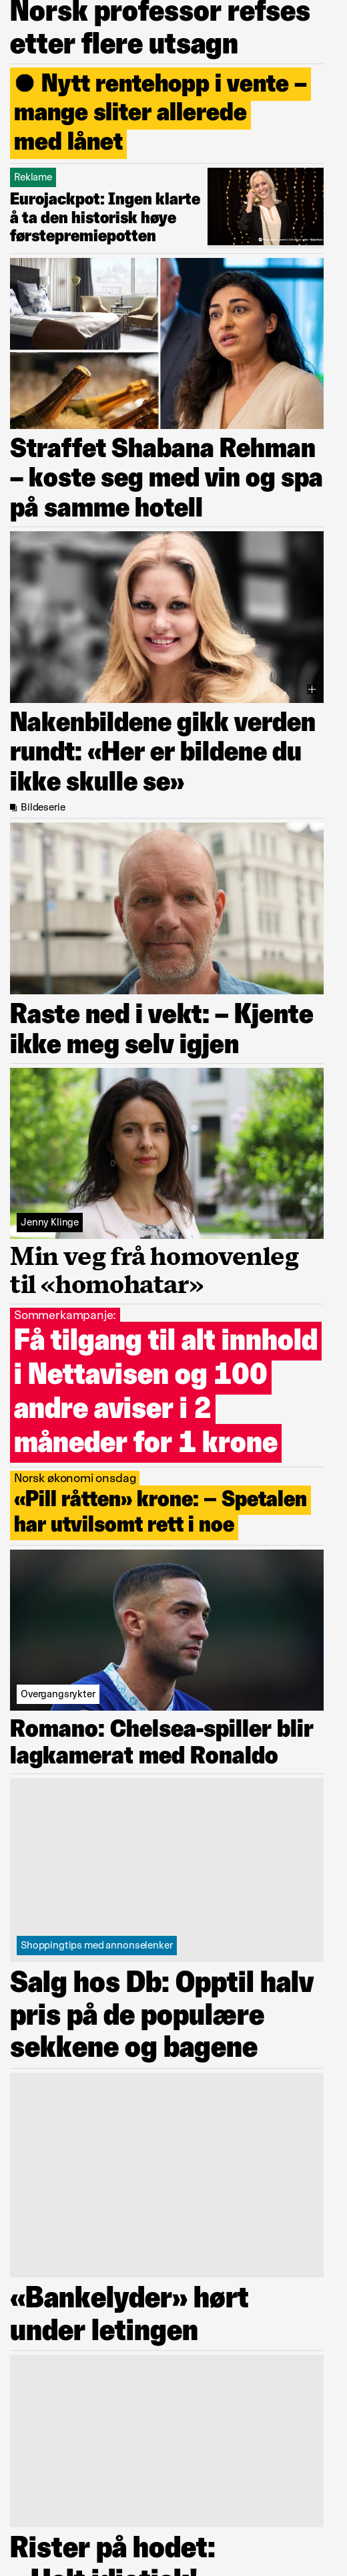 Norsk professor refses
etter flere utsagn
● Nytt rentehopp i vente –
mange sliter allerede
med lånet
Reklame
Eurojackpot: Ingen klarte
å ta den historisk høye
førstepremiepotten
Straffet Shabana Rehman
– koste seg med vin og spa
på samme hotell
Nakenbildene gikk verden
rundt: «Her er bildene du
ikke skulle se»
Bildeserie
Raste ned i vekt: – Kjente
ikke meg selv igjen
Jenny Klinge
Min veg frå homovenleg
til «homohatar»
Sommerkampanje:
Få tilgang til alt innhold
i Nettavisen og 100
andre aviser i 2
måneder for 1 krone
Norsk økonomi onsdag
«Pill råtten» krone: – Spetalen
har utvilsomt rett i noe
Overgangsrykter
Romano: Chelsea-spiller blir
lagkamerat med Ronaldo
Shoppingtips med annonselenker
Salg hos Db: Opptil halv
pris på de populære
sekkene og bagene
«Bankelyder» hørt
under letingen
Rister på hodet:
– Helt idiotisk!